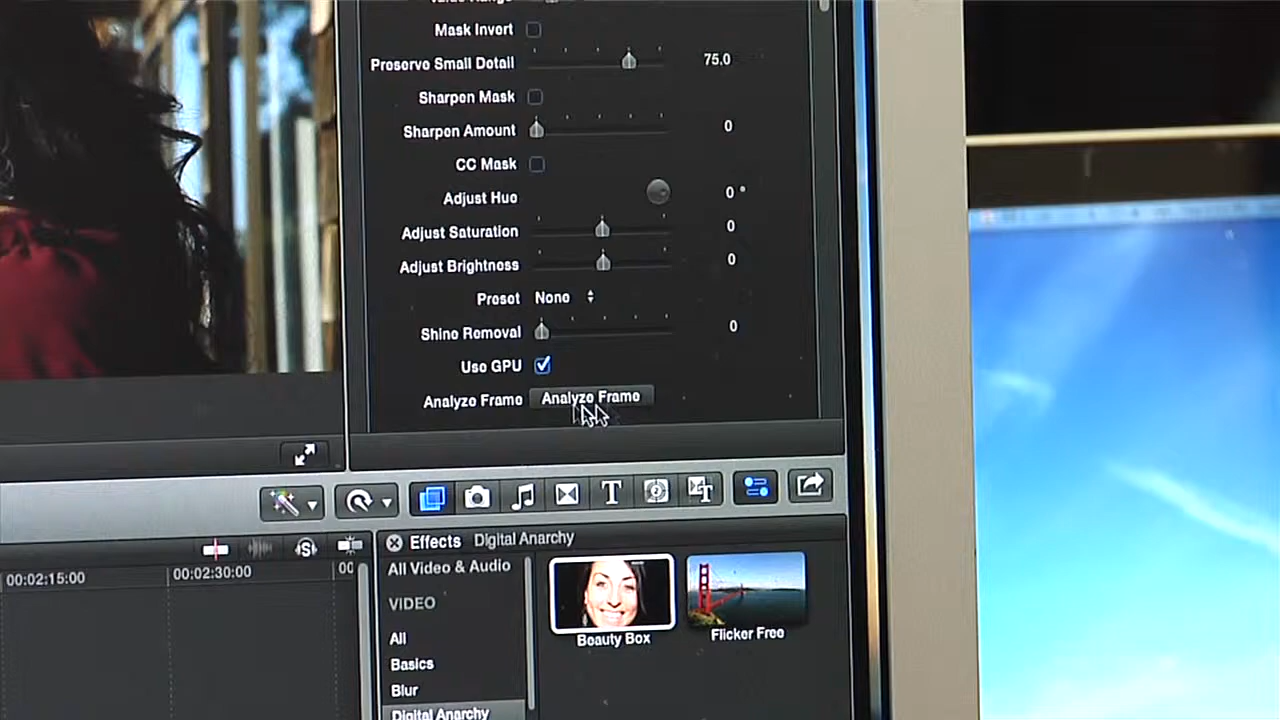 Mask Invert
Preserve Small Detail 75.0
Sharpen Mask
Sharpen Amount 0
CC Mask
Adjust Hue 0 °
Adjust Saturation 0
Adjust Brightness 0
Preset None
Shine Removal 0
Use GPU
Analyze Frame Analyze Frame
T
Effects Digital Anarchy
00:02:15:00 00:02:30:00 00
All Video & Audio
VIDEO
All
Basics
Blur
Digital Anarchy
Beauty Box
Flicker Free